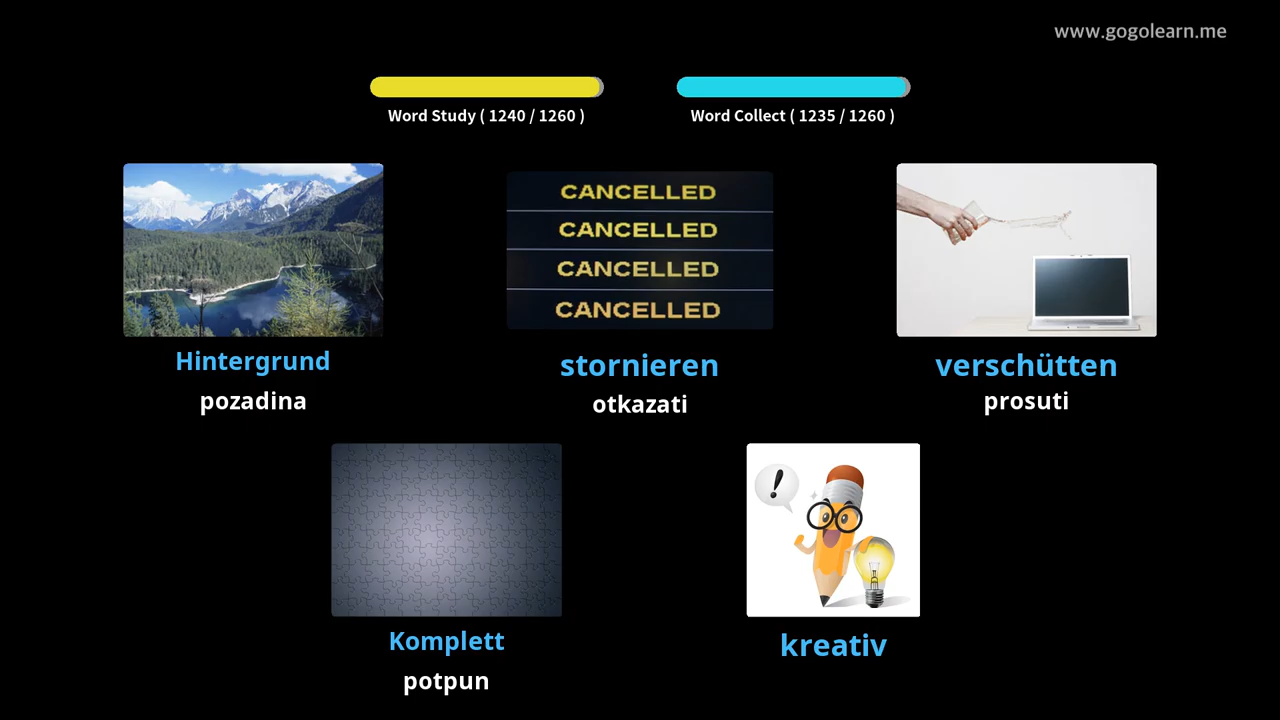 www.gogolearn.me
Word Study ( 1240 / 1260 )
Word Collect ( 1235 / 1260 )
CANCELLED
CANCELLED
CANCELLED
CANCELLED
Hintergrund
pozadina
stornieren
otkazati
verschütten
prosuti
!
Komplett
potpun
kreativ